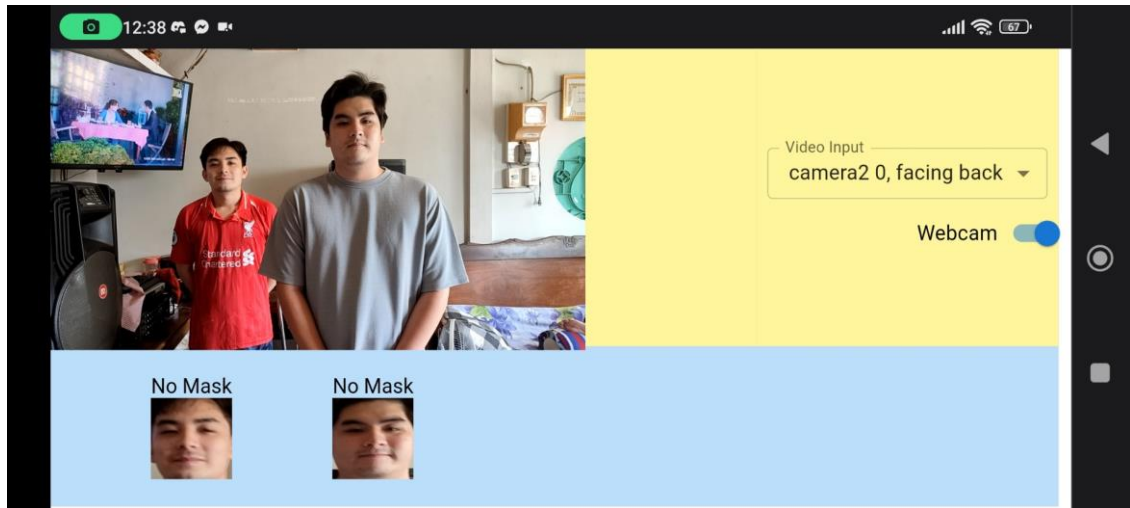 12:38
67
Standard
Chartered
Video Input
camera2 0, facing back
Webcam
No Mask
No Mask